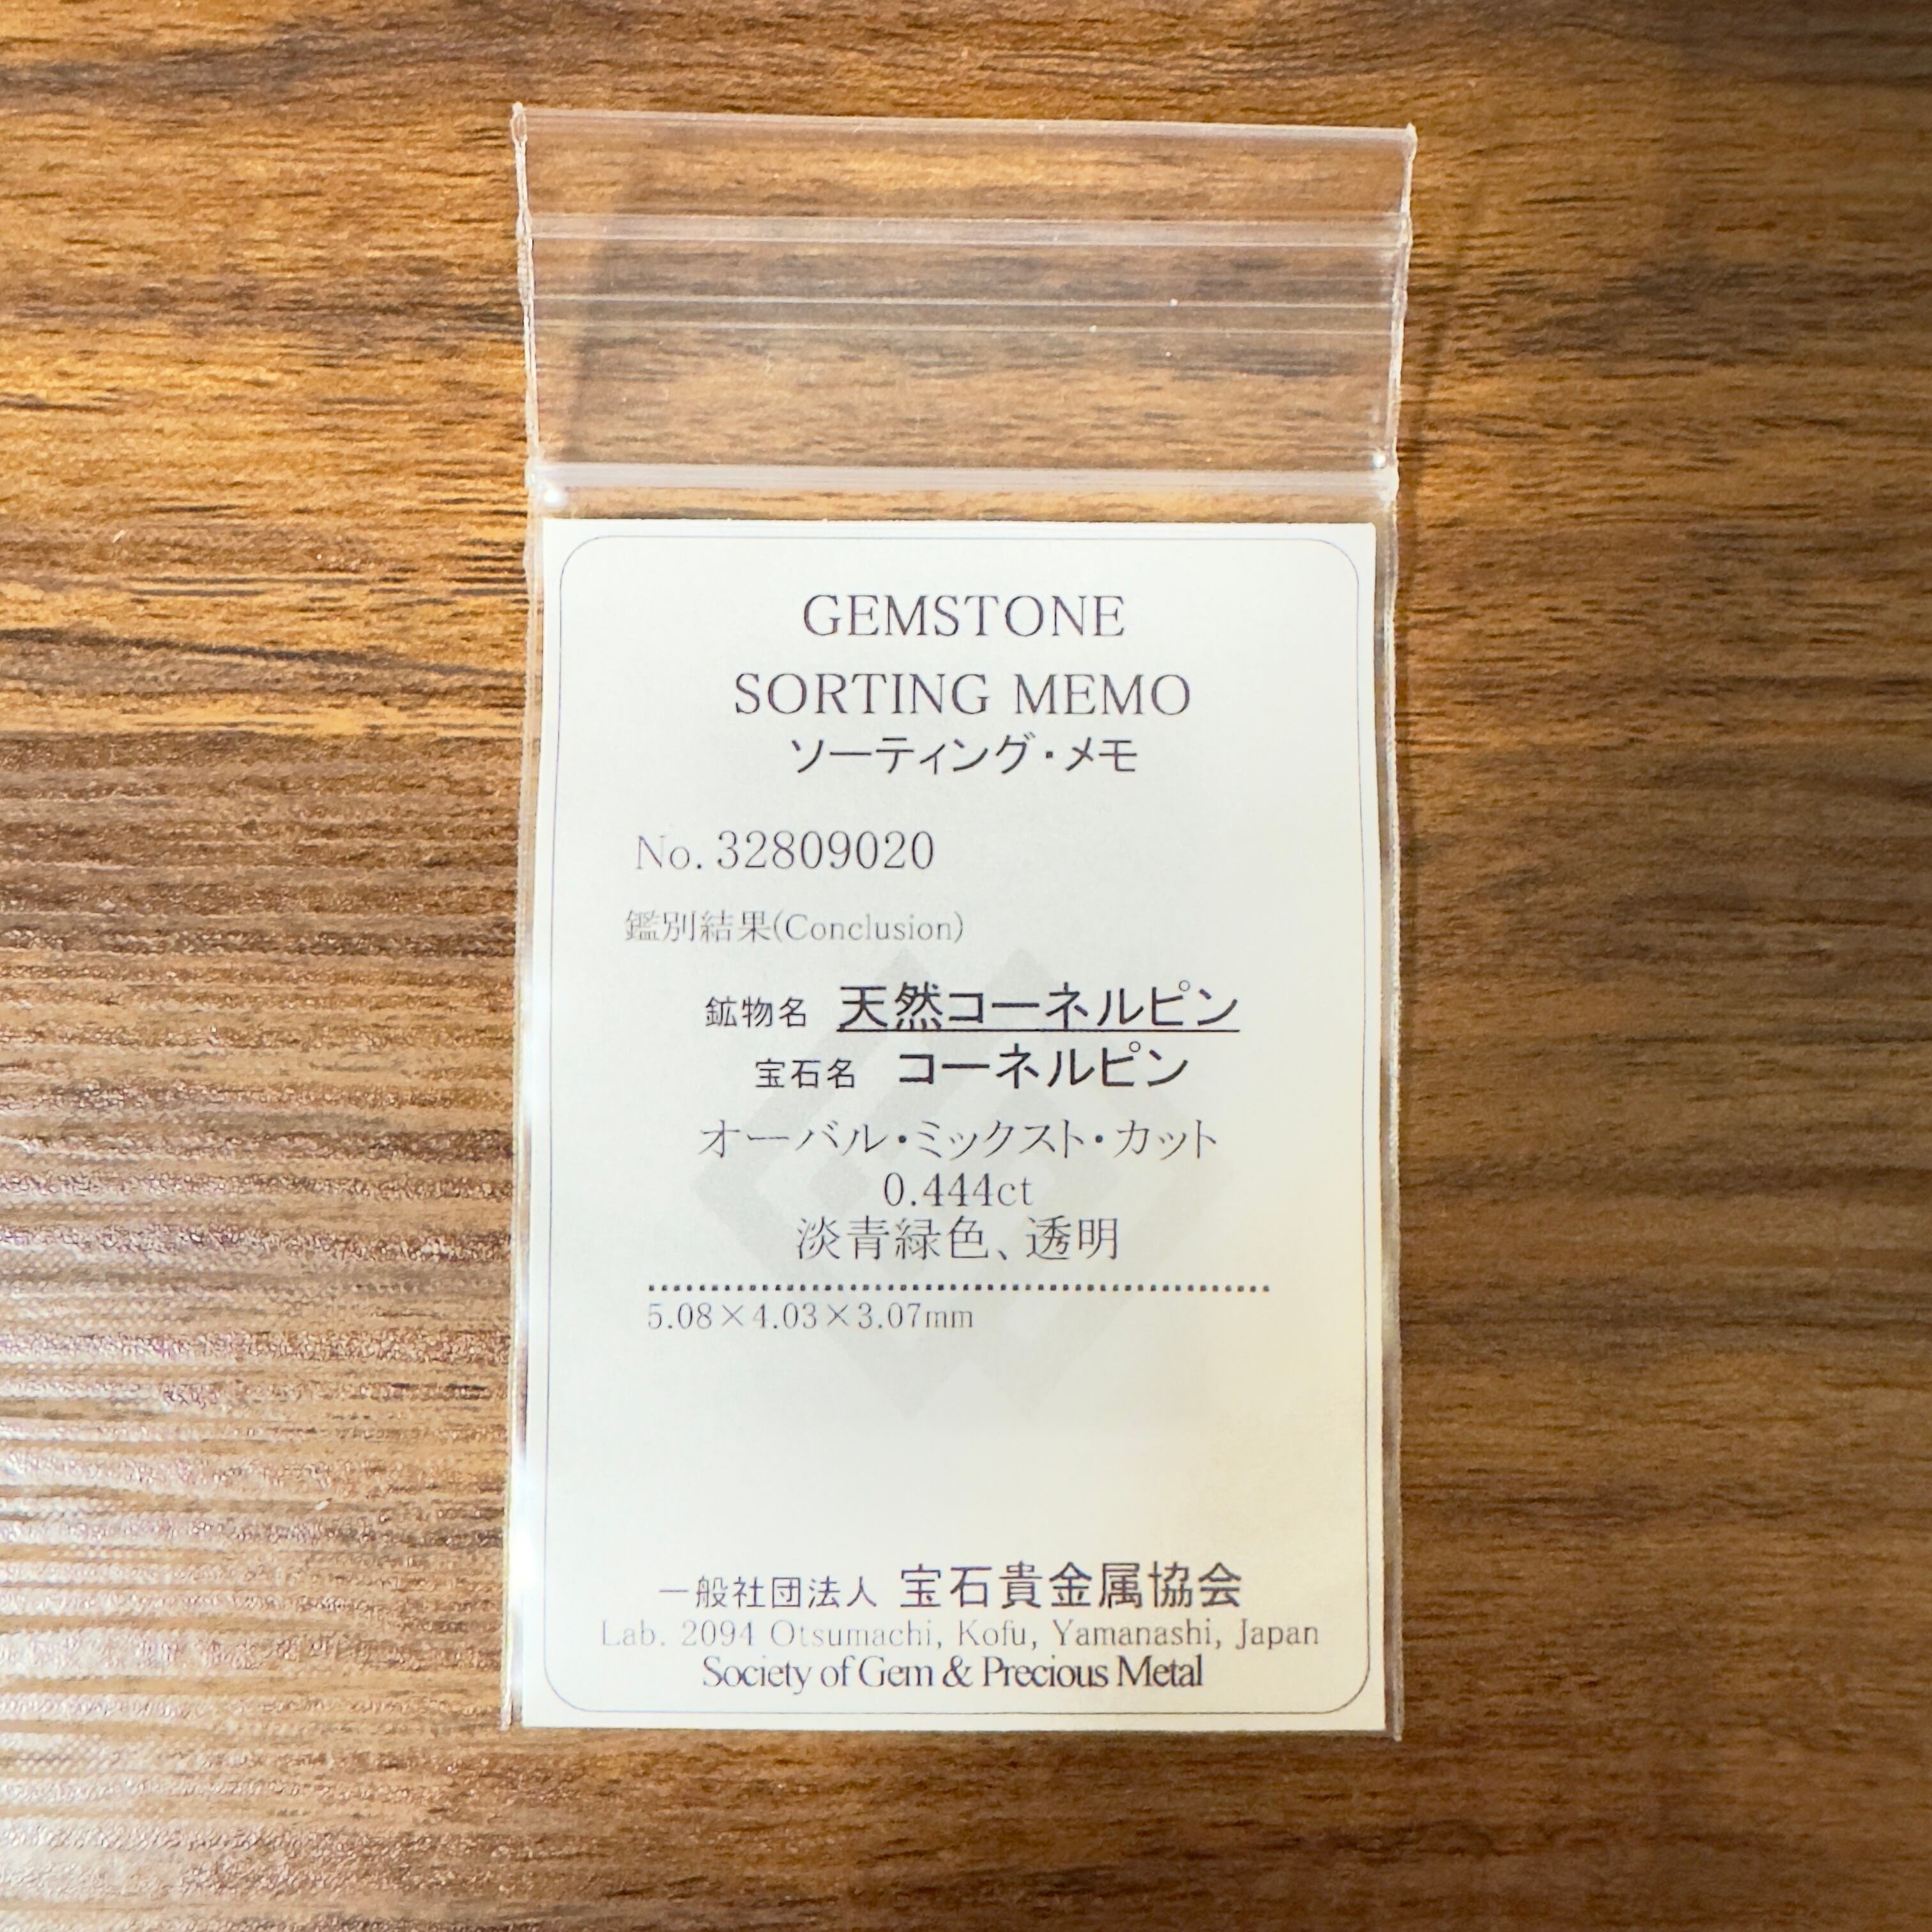 GEMSTONE
SORTING MEMO
ソーティング・メモ
No. 32809020
鑑別結果(Conclusion)
鉱物名 天然コーネルピン
宝石名 コーネルピン
オーバル・ミックスト・カット
0.444ct
淡青緑色、透明
5.08×4.03×3.07mm
一般社団法人 宝石貴金属協会
Lab. 2094 Otsumachi, Kofu, Yamanashi, Japan
Society of Gem & Precious Metal